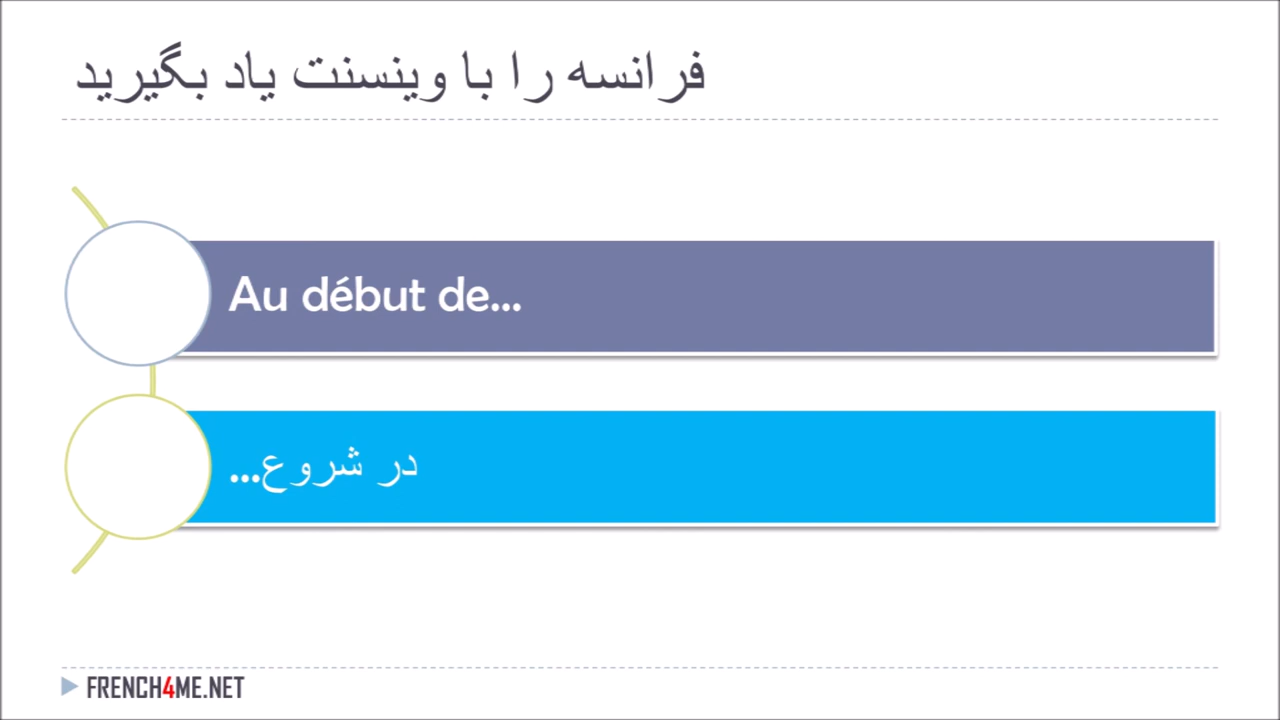 فرانسه را با وینسنت یاد بگیرید
Au début de...
در شروع...
FRENCH4ME.NET